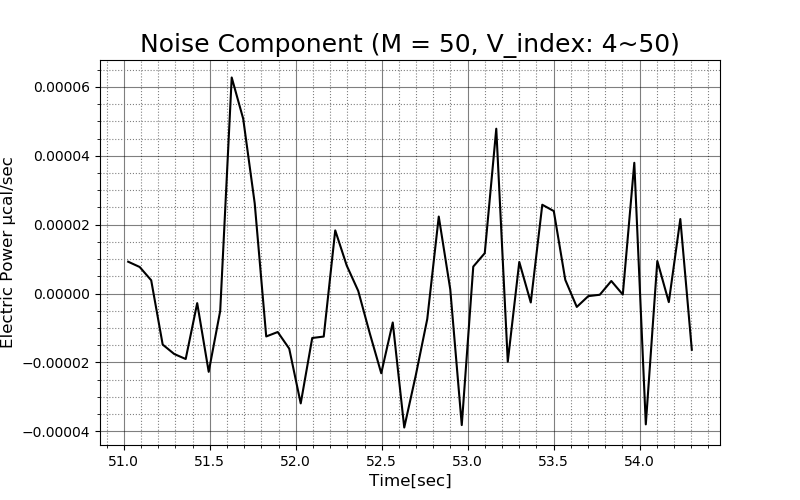 Noise Component (M = 50, V_index: 4~50)
Electric Power μcal/sec
0.00006
0.00004
0.00002
0.00000
−0.00002
−0.00004
51.0 51.5 52.0 52.5 53.0 53.5 54.0
Time[sec]